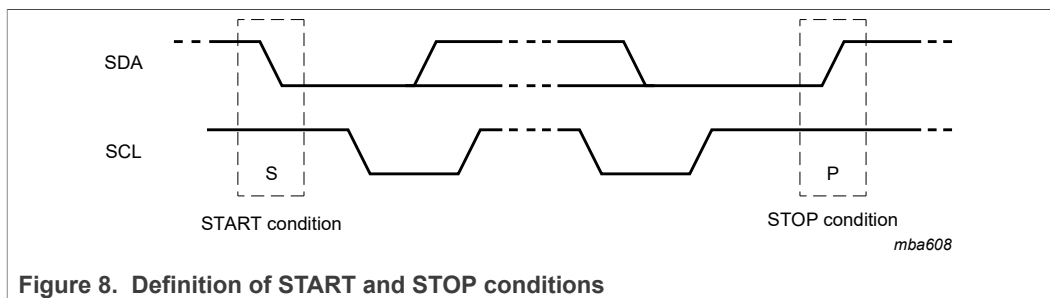 SDA
SCL
S
P
START condition
STOP condition
mba608
Figure 8. Definition of START and STOP conditions